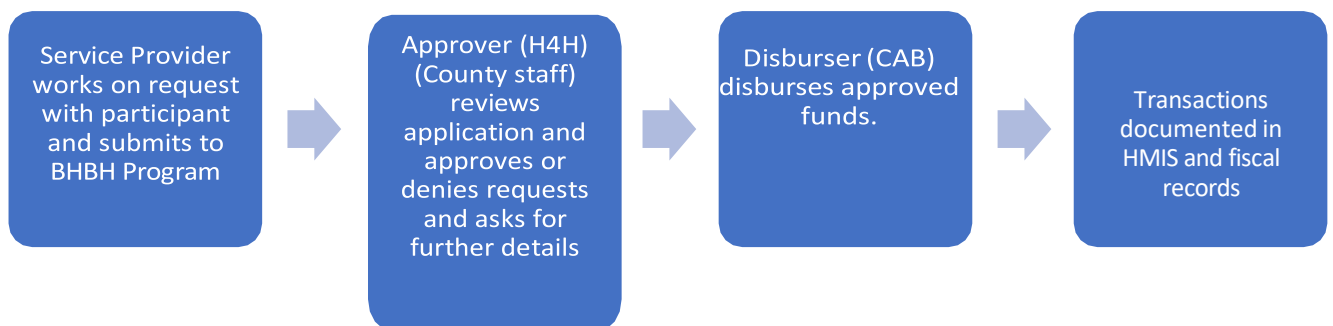 Service Provider
works on request
with participant
and submits to
BHBH Program
Approver (H4H)
(County staff)
reviews
application and
approves or
denies requests
and asks for
further details
Disburser (CAB)
disburses approved
funds.
Transactions
documented in
HMIS and fiscal
records